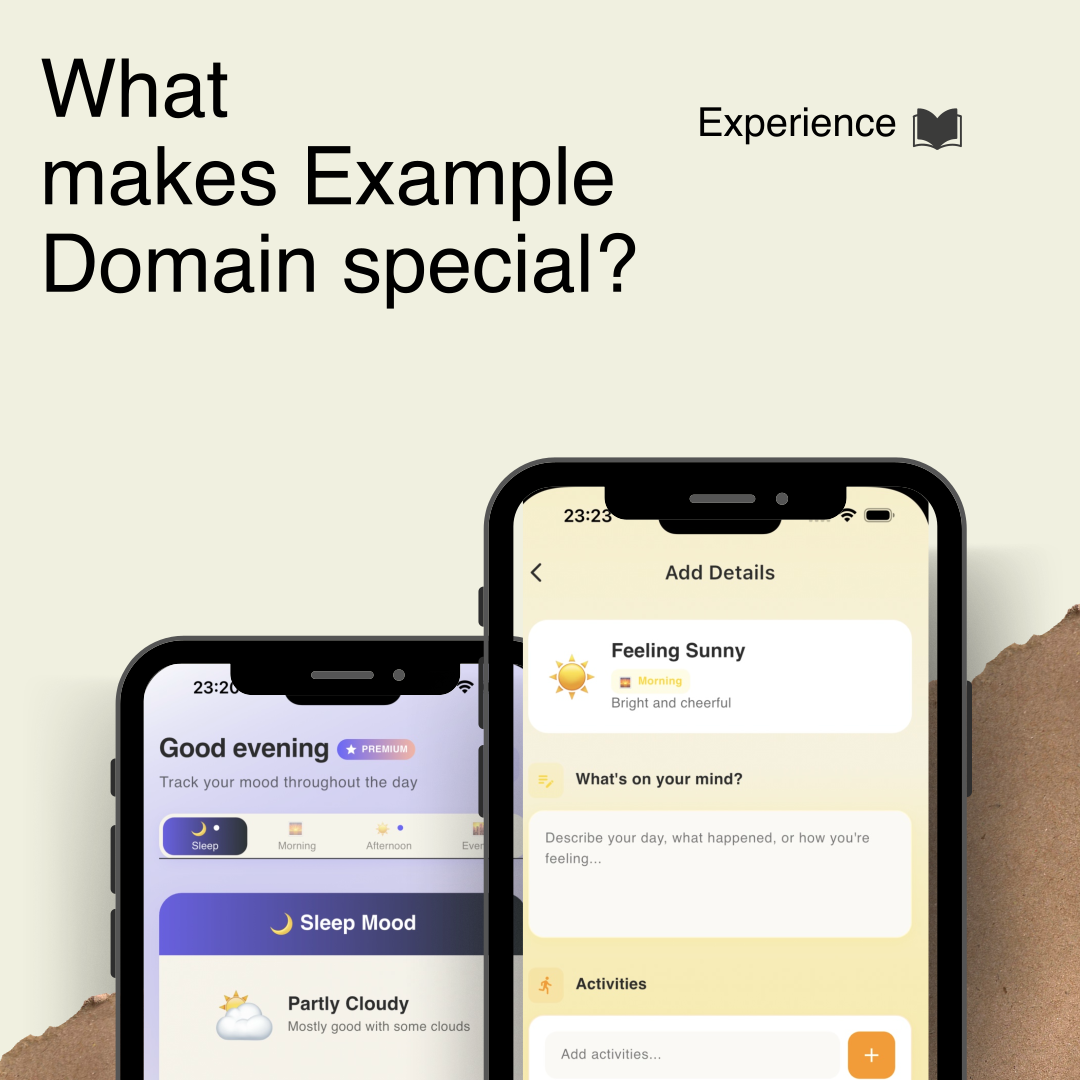 What
makes Example
Domain special?
Experience
23:20
Good evening
PREMIUM
Track your mood throughout the day
Sleep
Morning
Afternoon
Sleep Mood
Partly Cloudy
Mostly good with some clouds
23:23
Add Details
Feeling Sunny
Morning
Bright and cheerful
What's on your mind?
Describe your day, what happened, or how you're
feeling...
Activities
Add activities...
+